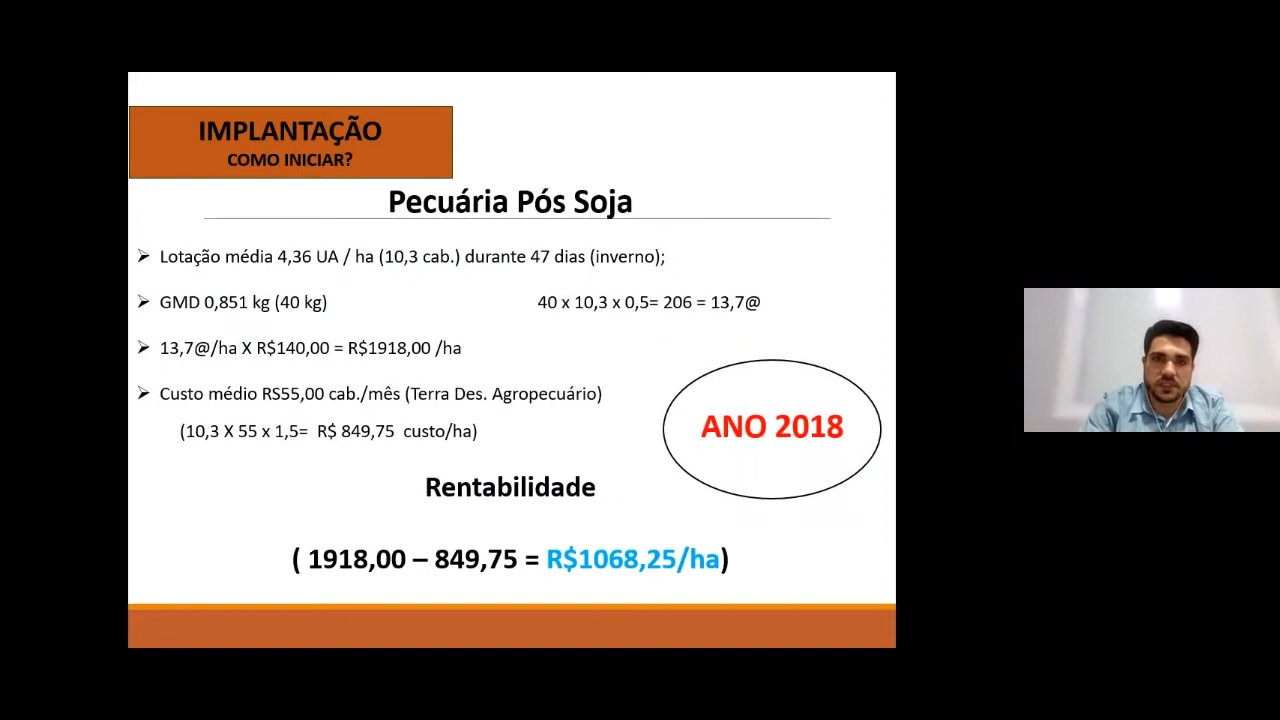 IMPLANTAÇÃO
COMO INICIAR?
Pecuária Pós Soja
➢ Lotação média 4,36 UA / ha (10,3 cab.) durante 47 dias (inverno);
➢ GMD 0,851 kg (40 kg) 40 x 10,3 x 0,5= 206 = 13,7@
➢ 13,7@/ha X R$140,00 = R$1918,00 /ha
➢ Custo médio RS55,00 cab./mês (Terra Des. Agropecuário)
(10,3 X 55 x 1,5= R$ 849,75 custo/ha)
ANO 2018
Rentabilidade
( 1918,00 – 849,75 = R$1068,25/ha)